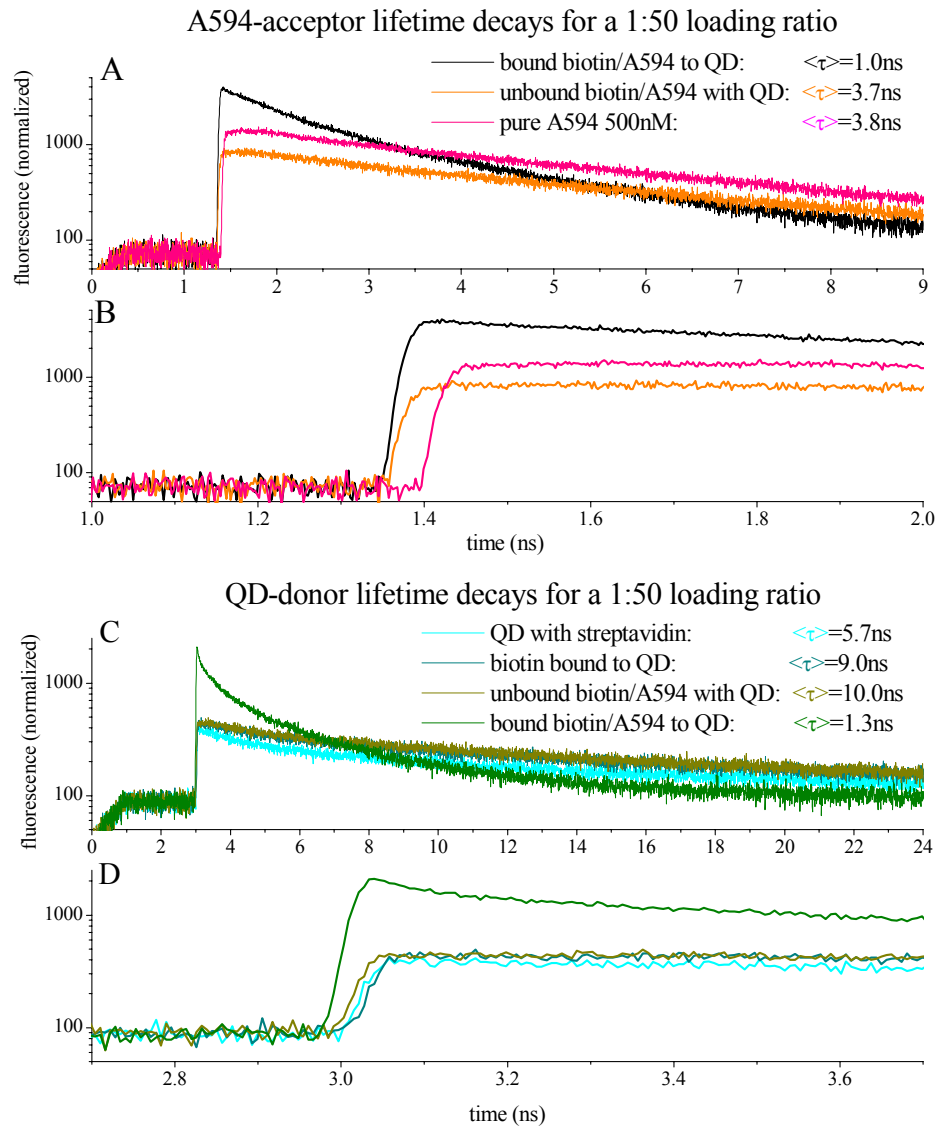 A594-acceptor lifetime decays for a 1:50 loading ratio
A
bound biotin/A594 to QD: <τ>=1.0ns
unbound biotin/A594 with QD: <τ>=3.7ns
pure A594 500nM: <τ>=3.8ns
fluorescence (normalized)
1000
100
0 1 2 3 4 5 6 7 8 9
B
1000
100
1.0 1.2 1.4 1.6 1.8 2.0
time (ns)
QD-donor lifetime decays for a 1:50 loading ratio
C
QD with streptavidin: <τ>=5.7ns
biotin bound to QD: <τ>=9.0ns
unbound biotin/A594 with QD: <τ>=10.0ns
bound biotin/A594 to QD: <τ>=1.3ns
fluorescence (normalized)
1000
100
0 2 4 6 8 10 12 14 16 18 20 22 24
D
1000
100
2.8 3.0 3.2 3.4 3.6
time (ns)